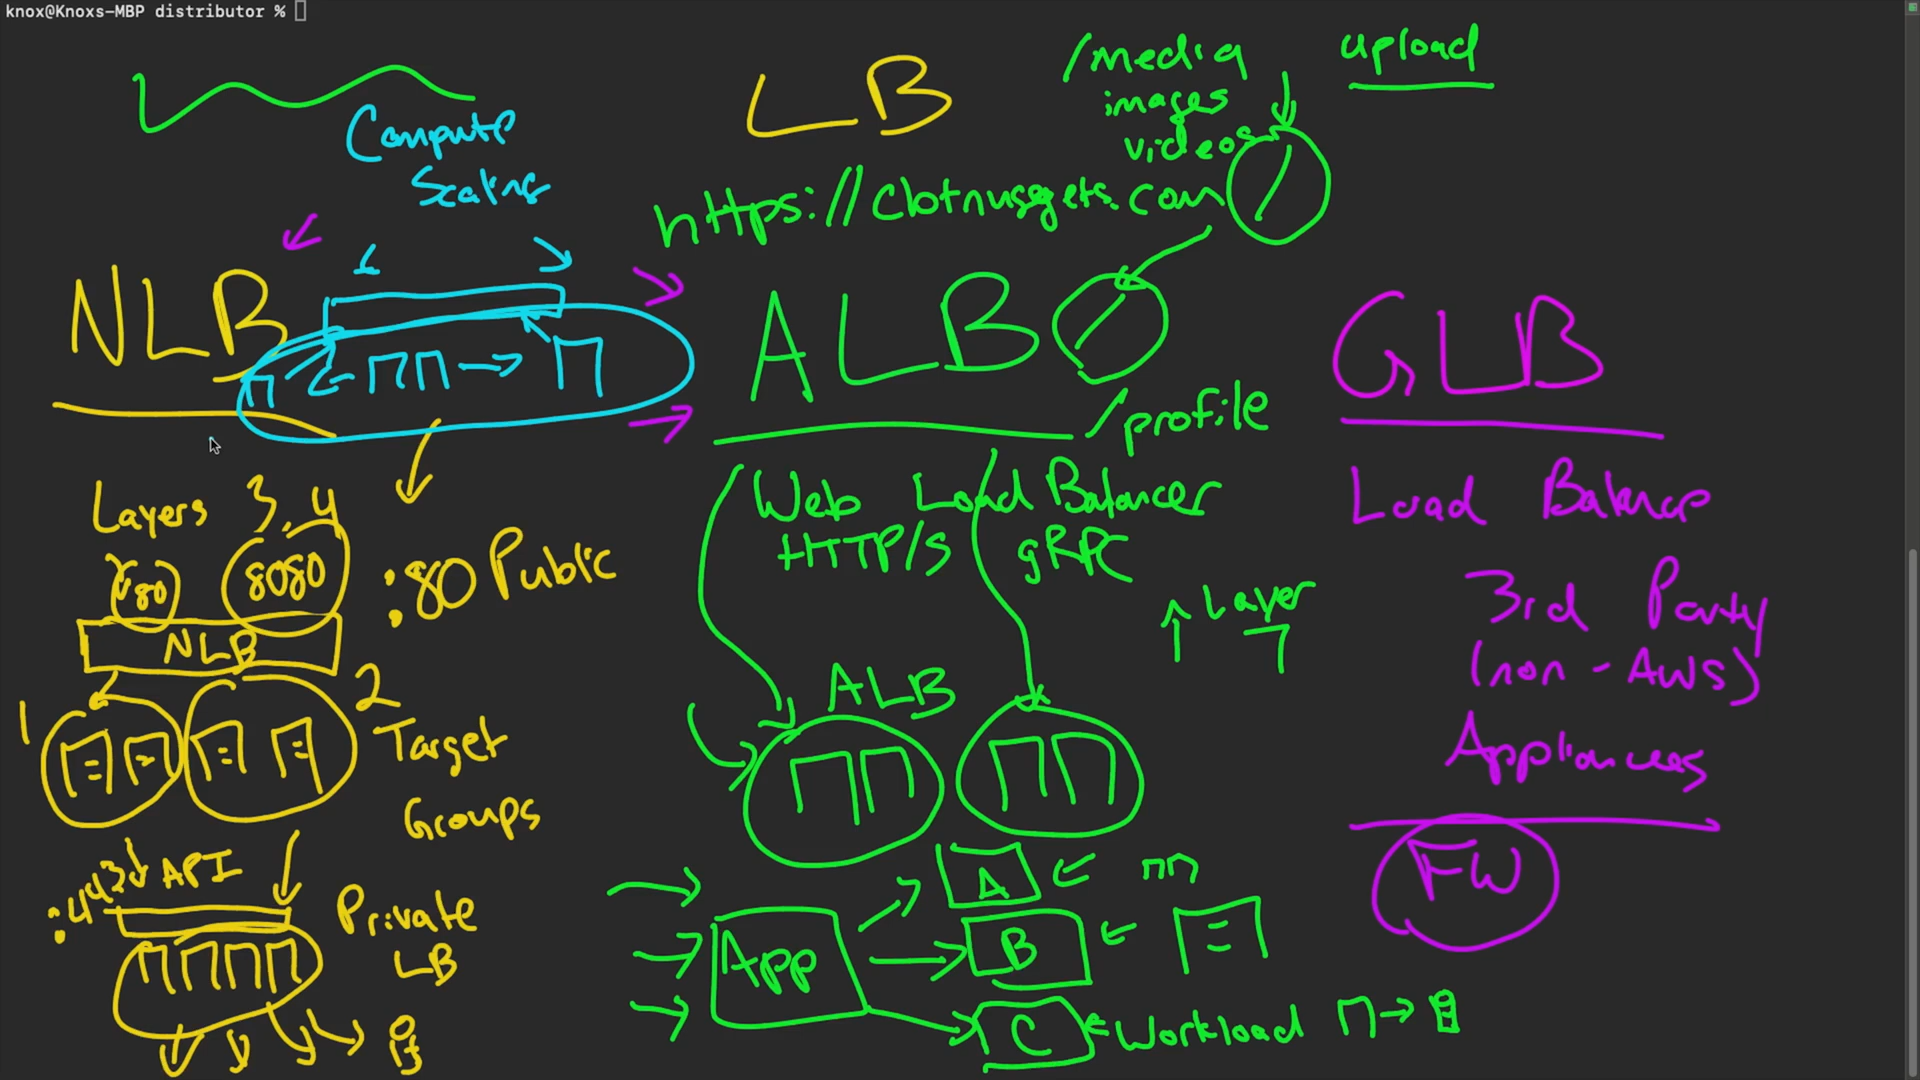 knox@Knoxs-MBP distributor %
LB
/media
images
videos
upload
Compute
Scaling
https://clotnuggets.com/
NLB
ALB /
/profile
GLB
Layers 3,4
8080
:80 Public
NLB
1
2
Target
Groups
API
:443
Private
LB
Web Load Balancer
HTTP/S gRPC
Layer
7
ALB
App
A
B
C
Workload
Load Balance
3rd Party
(non-AWS)
Appliances
FW